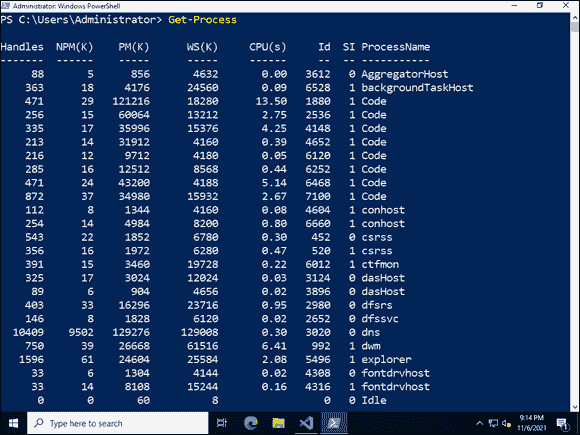 Administrator: Windows PowerShell
PS C:\Users\Administrator> Get-Process
Handles NPM(K) PM(K) WS(K) CPU(s) Id SI ProcessName
------- ------ ----- ----- ------ -- -- -----------
88 5 856 4632 0.00 3612 0 AggregatorHost
363 18 4176 24560 0.09 6528 1 backgroundTaskHost
471 29 121216 18280 13.50 1880 1 Code
256 15 60064 13212 2.75 2536 1 Code
335 17 35996 15376 4.25 4148 1 Code
213 14 31912 4160 0.39 4652 1 Code
216 12 9712 4180 0.05 6120 1 Code
285 16 12512 8568 0.44 6252 1 Code
471 24 43200 4188 5.14 6468 1 Code
872 37 34980 15932 2.67 7100 1 Code
112 8 1344 4160 0.08 4604 1 conhost
254 14 4984 8200 0.80 6660 1 conhost
543 22 1852 6780 0.30 452 0 csrss
356 16 1972 6280 0.47 520 1 csrss
391 15 3460 19728 0.22 6012 1 ctfmon
325 17 3024 12024 0.03 3124 0 dasHost
89 6 904 4656 0.02 3896 0 dasHost
403 33 16296 23716 0.95 2980 0 dfsrs
146 8 1828 6120 0.02 2652 0 dfssvc
10409 9502 129276 129008 0.30 3020 0 dns
750 39 26668 61516 6.41 992 1 dwm
1596 61 24604 25584 2.08 5496 1 explorer
33 6 1304 4144 0.02 4308 0 fontdrvhost
33 14 8108 15244 0.16 4316 1 fontdrvhost
0 0 60 8 0 0 Idle
Type here to search
9:14 PM
11/6/2021
1